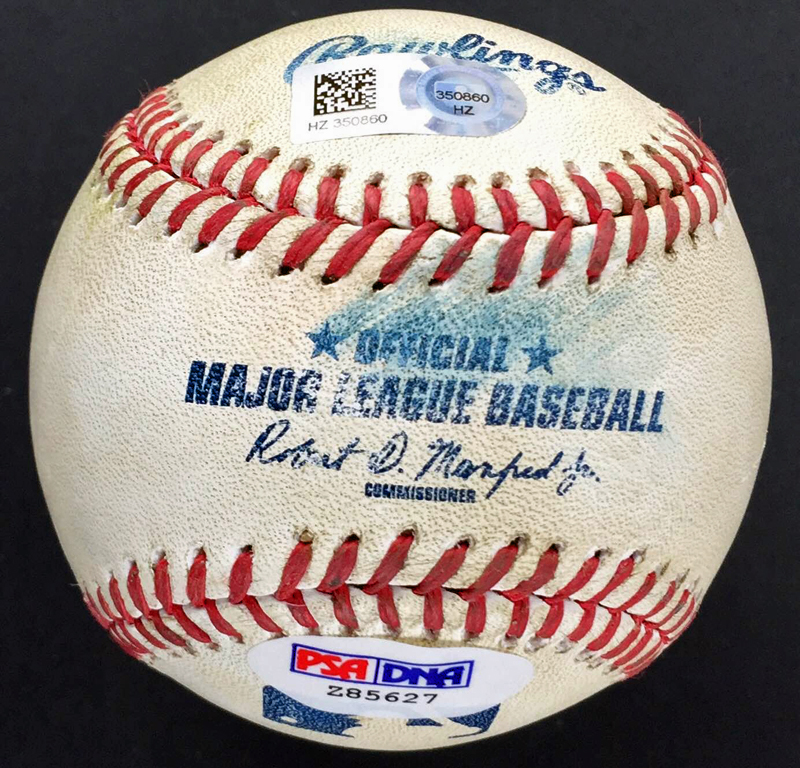 Rawlings
HZ 350860
350860
HZ
OFFICIAL
MAJOR LEAGUE BASEBALL
Robert D. Manfred Jr.
COMMISSIONER
PSA DNA
Z85627